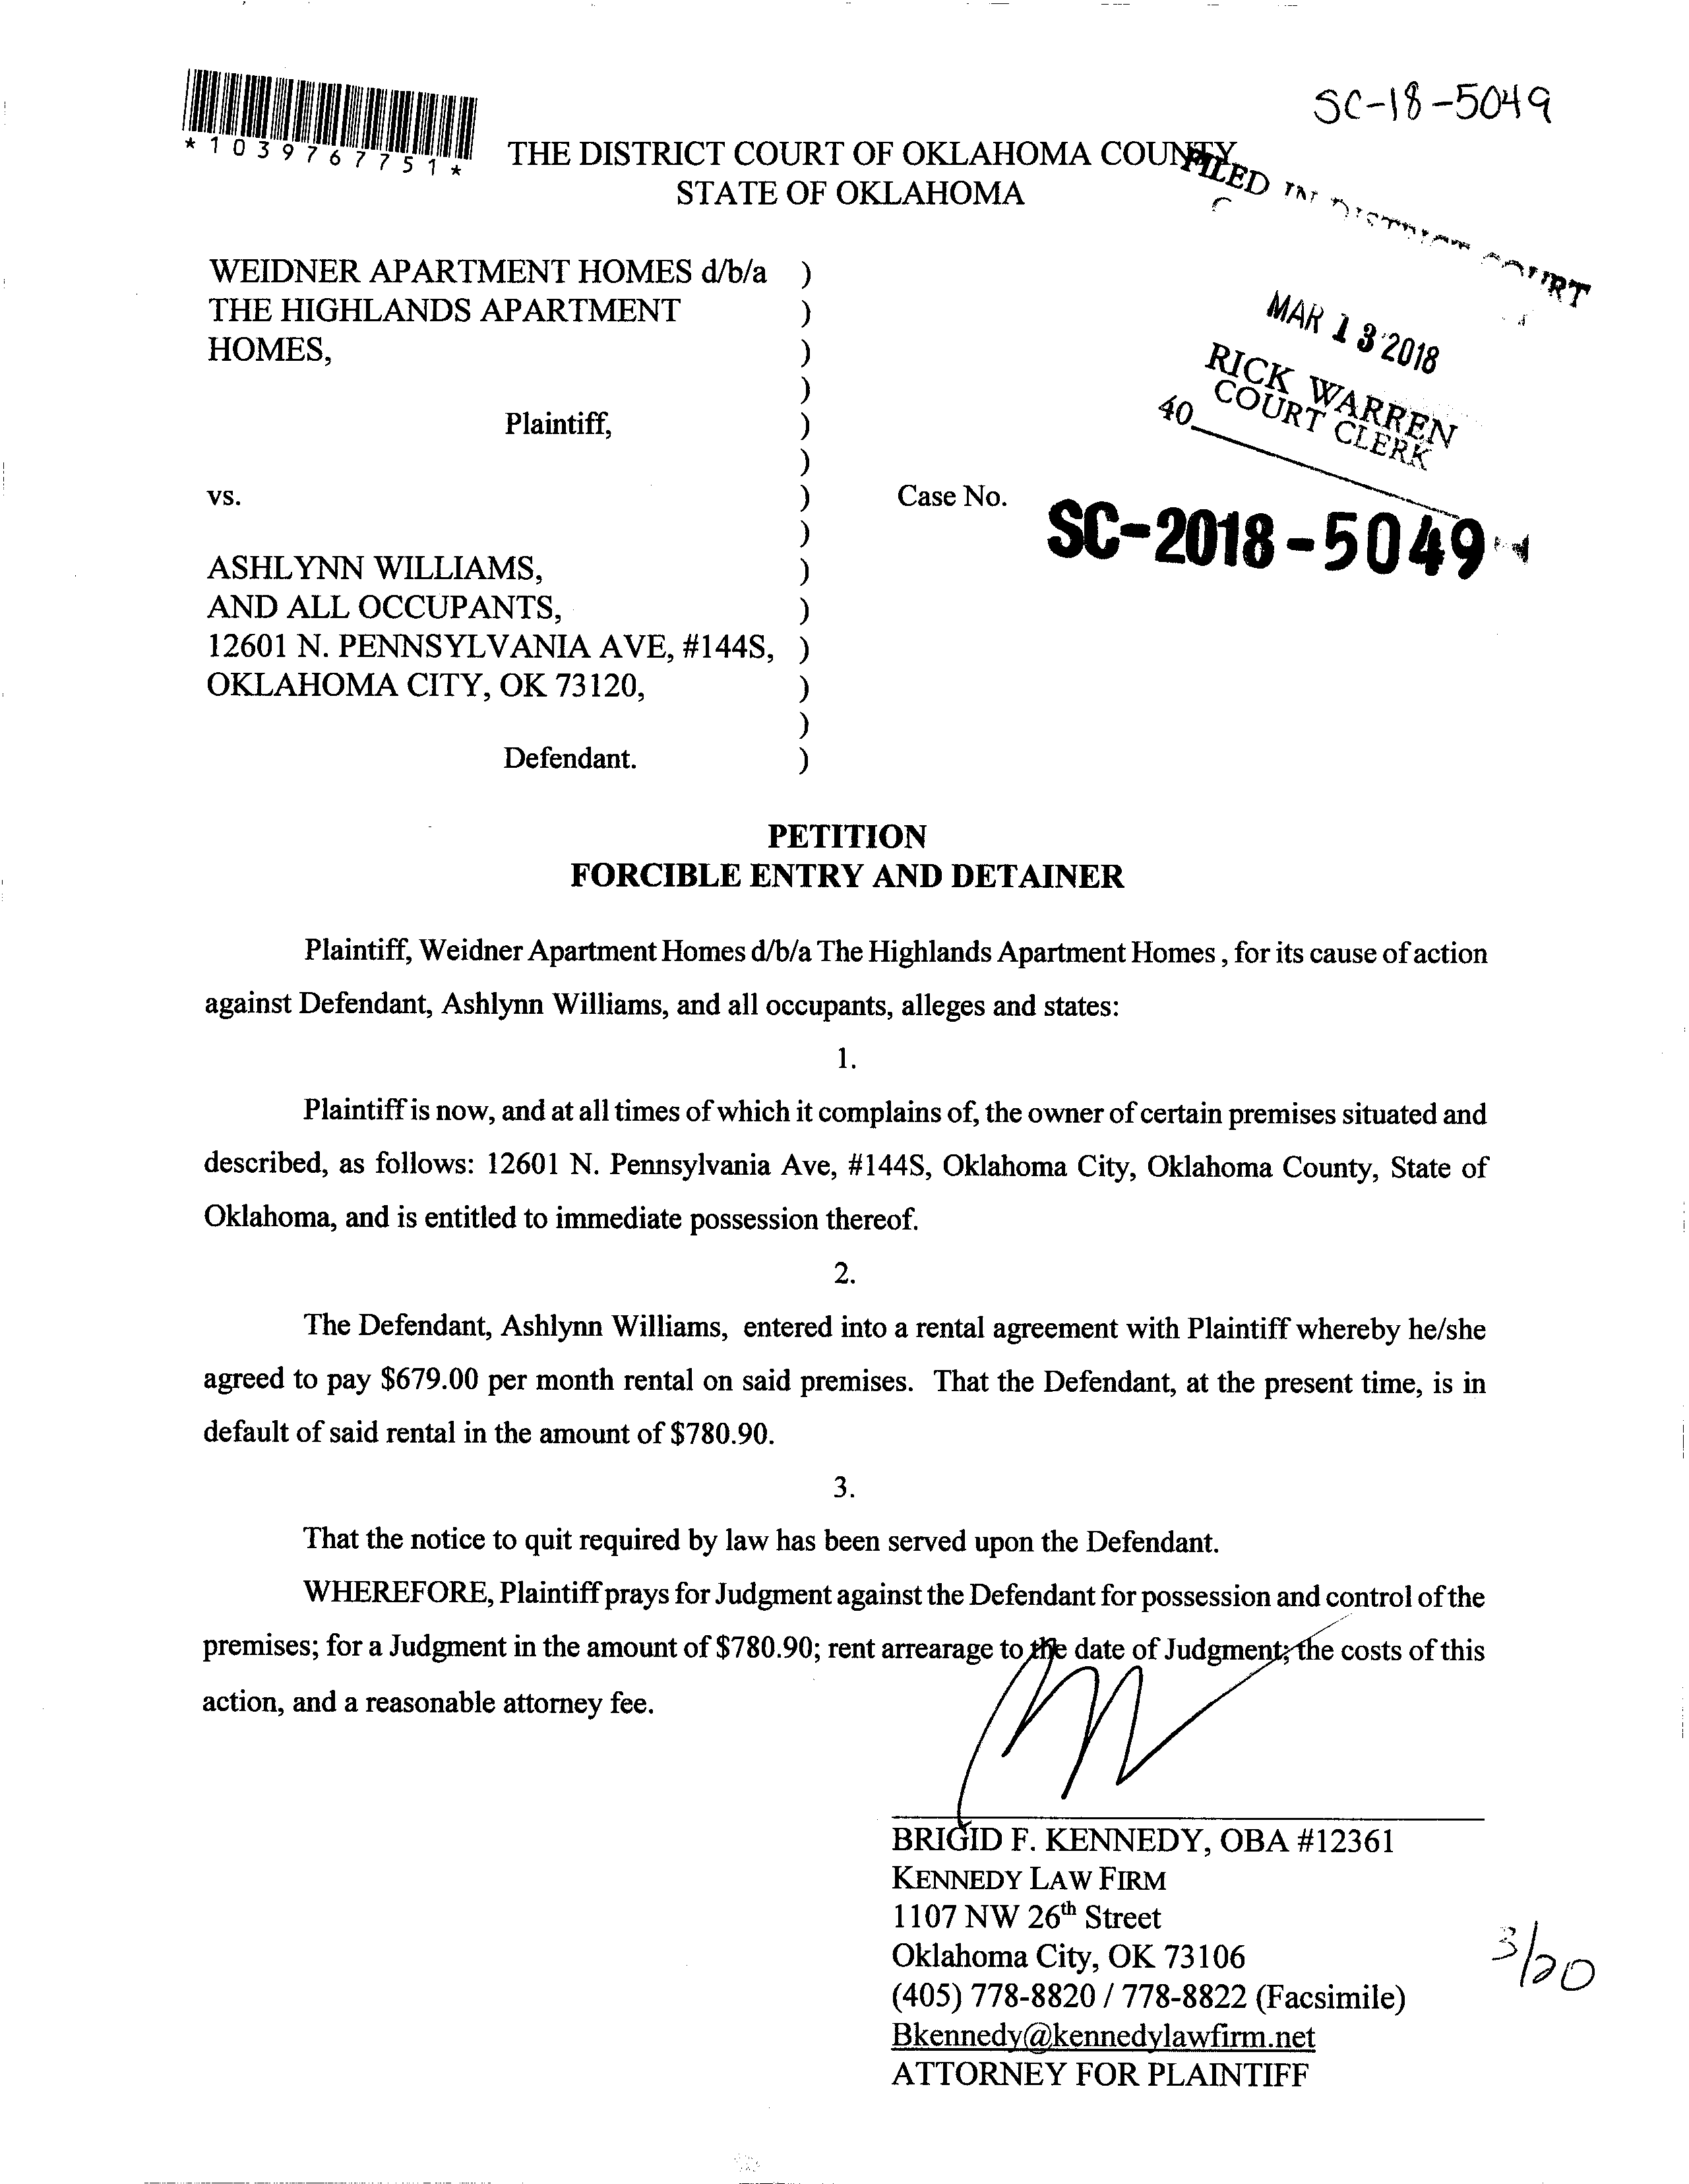 SC-18-5049
*1039767751*
THE DISTRICT COURT OF OKLAHOMA COUNTY
STATE OF OKLAHOMA
FILED IN DISTRICT COURT
MAR 13 2018
RICK WARREN
COURT CLERK
40
WEIDNER APARTMENT HOMES d/b/a )
THE HIGHLANDS APARTMENT )
HOMES, )
)
Plaintiff, )
)
vs. ) Case No. SC-2018-5049
)
ASHLYNN WILLIAMS, )
AND ALL OCCUPANTS, )
12601 N. PENNSYLVANIA AVE, #144S, )
OKLAHOMA CITY, OK 73120, )
)
Defendant. )
PETITION
FORCIBLE ENTRY AND DETAINER
Plaintiff, Weidner Apartment Homes d/b/a The Highlands Apartment Homes , for its cause of action
against Defendant, Ashlynn Williams, and all occupants, alleges and states:
1.
Plaintiff is now, and at all times of which it complains of, the owner of certain premises situated and
described, as follows: 12601 N. Pennsylvania Ave, #144S, Oklahoma City, Oklahoma County, State of
Oklahoma, and is entitled to immediate possession thereof.
2.
The Defendant, Ashlynn Williams, entered into a rental agreement with Plaintiff whereby he/she
agreed to pay $679.00 per month rental on said premises. That the Defendant, at the present time, is in
default of said rental in the amount of $780.90.
3.
That the notice to quit required by law has been served upon the Defendant.
WHEREFORE, Plaintiff prays for Judgment against the Defendant for possession and control of the
premises; for a Judgment in the amount of $780.90; rent arrearage to the date of Judgment; the costs of this
action, and a reasonable attorney fee.
BRIGID F. KENNEDY, OBA #12361
KENNEDY LAW FIRM
1107 NW 26th Street
Oklahoma City, OK 73106
(405) 778-8820 / 778-8822 (Facsimile)
Bkennedy@kennedylawfirm.net
ATTORNEY FOR PLAINTIFF
3/20